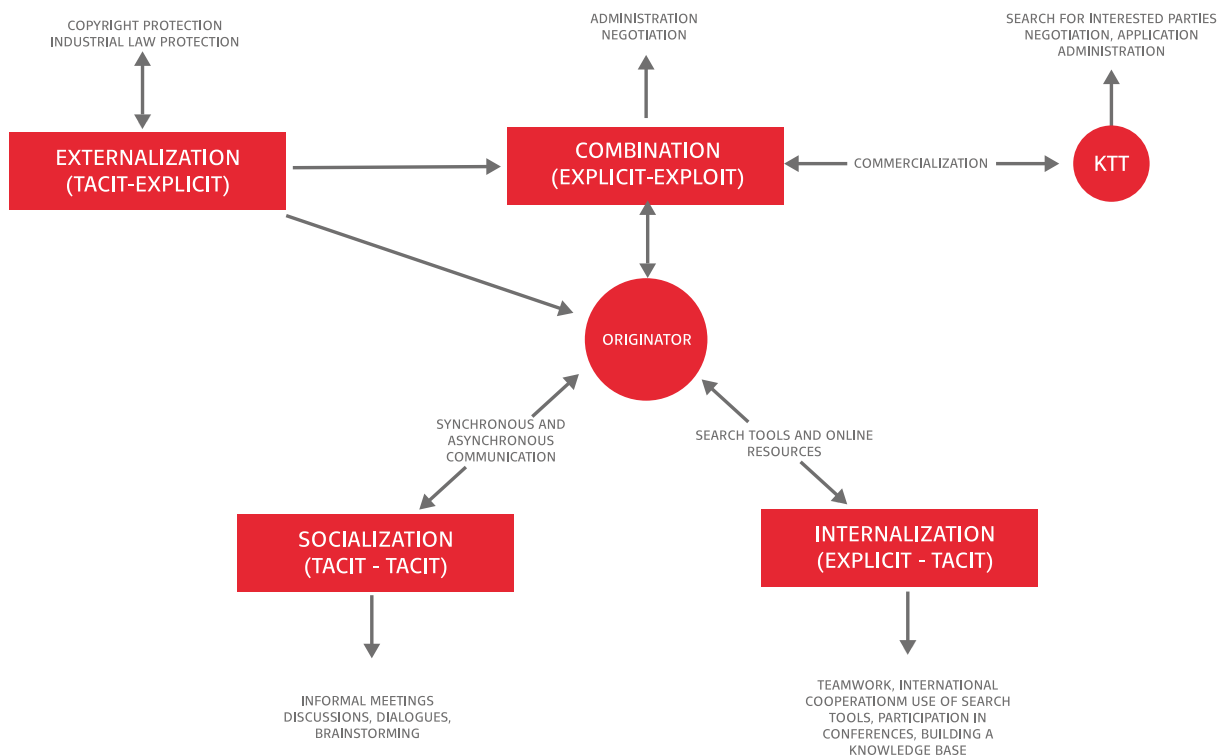 COPYRIGHT PROTECTION
INDUSTRIAL LAW PROTECTION
ADMINISTRATION
NEGOTIATION
SEARCH FOR INTERESTED PARTIES
NEGOTIATION, APPLICATION
ADMINISTRATION
EXTERNALIZATION
(TACIT-EXPLICIT)
COMBINATION
(EXPLICIT-EXPLOIT)
COMMERCIALIZATION
KTT
ORIGINATOR
SYNCHRONOUS AND
ASYNCHRONOUS
COMMUNICATION
SEARCH TOOLS AND ONLINE
RESOURCES
SOCIALIZATION
(TACIT - TACIT)
INTERNALIZATION
(EXPLICIT - TACIT)
INFORMAL MEETINGS
DISCUSSIONS, DIALOGUES,
BRAINSTORMING
TEAMWORK, INTERNATIONAL
COOPERATIONM USE OF SEARCH
TOOLS, PARTICIPATION IN
CONFERENCES, BUILDING A
KNOWLEDGE BASE